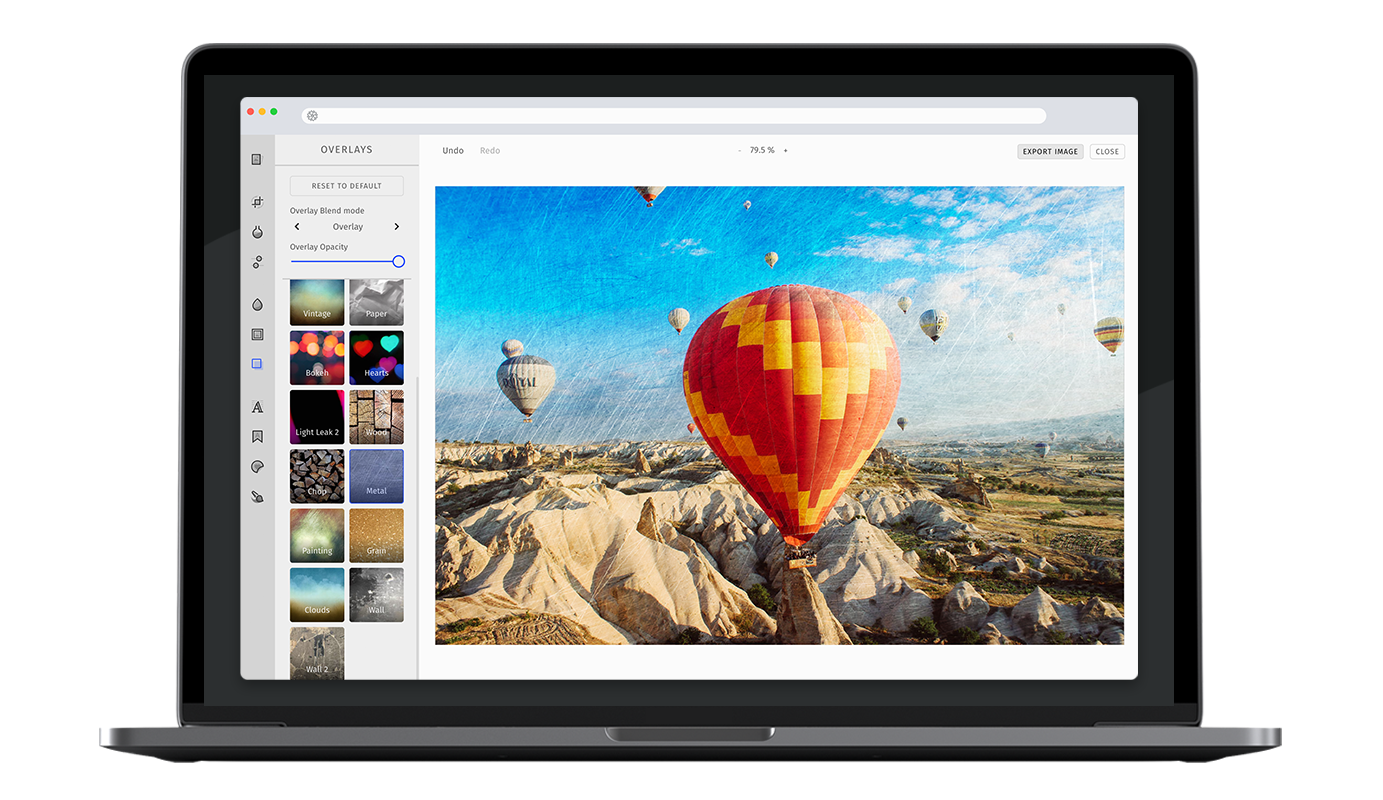 OVERLAYS
Undo
Redo
- 79.5 % +
EXPORT IMAGE
CLOSE
RESET TO DEFAULT
Overlay Blend mode
Overlay
Overlay Opacity
Vintage
Paper
Bokeh
Hearts
Light Leak 2
Wood
Chop
Metal
Painting
Grain
Clouds
Wall
Wall 2